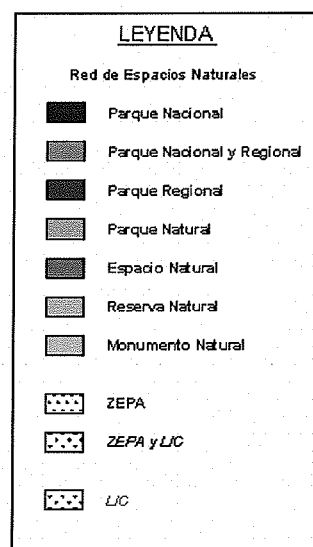 LEYENDA
Red de Espacios Naturales
Parque Nacional
Parque Nacional y Regional
Parque Regional
Parque Natural
Espacio Natural
Reserva Natural
Monumento Natural
ZEPA
ZEPA y LIC
LIC